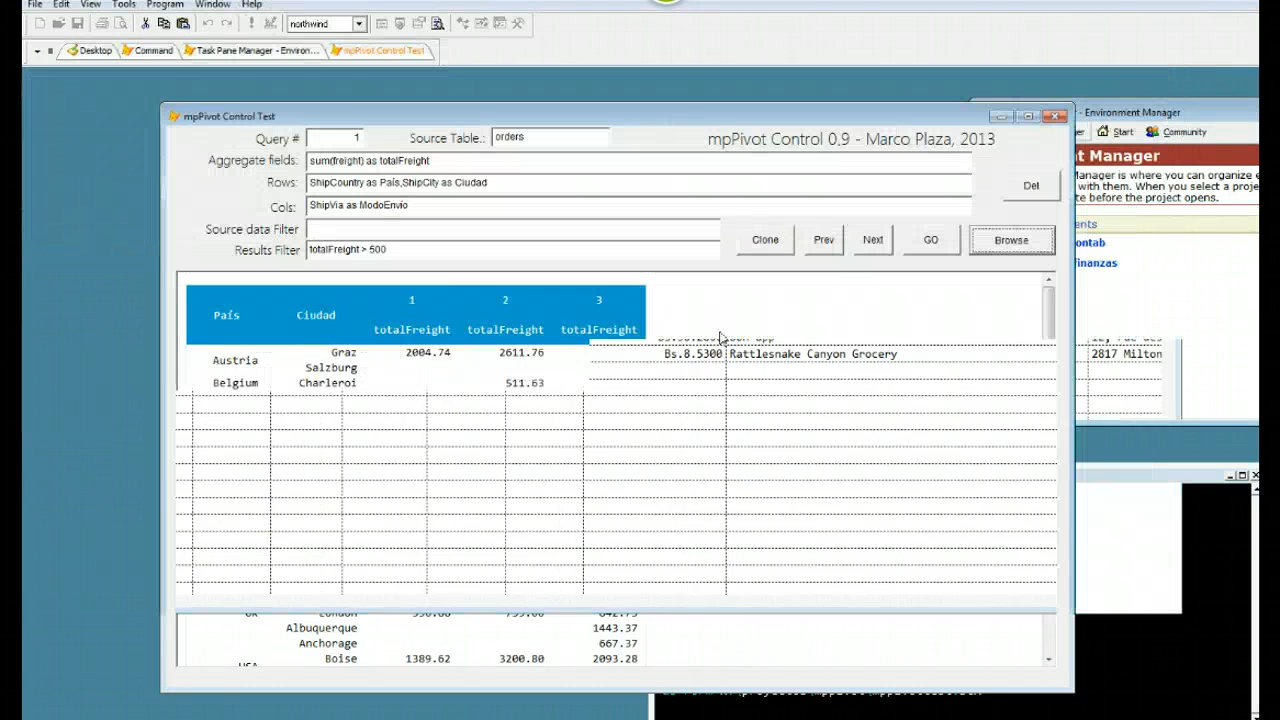 File Edit View Tools Program Window Help
northwind
Desktop Command Task Pane Manager - Environ... mpPivot Control Test
mpPivot Control Test
- Environment Manager
Query # 1 Source Table.: orders mpPivot Control 0.9 - Marco Plaza, 2013
Start Community
Aggregate fields: sum(freight) as totalFreight
t Manager
Rows: ShipCountry as País,ShipCity as Ciudad
Del
Manager is where you can organize e
with them. When you select a proje
te before the project opens.
Cols: ShipVia as ModoEnvio
Source data Filter
ents
Results Filter totalFreight > 500
Clone Prev Next GO Browse
ontab
inanzas
País Ciudad 1 2 3
totalFreight totalFreight totalFreight
Austria Graz 2004.74 2611.76
Bs.8.5300 Rattlesnake Canyon Grocery 2817 Milton
Salzburg
Belgium Charleroi 511.63
Albuquerque 1443.37
Anchorage 667.37
Boise 1389.62 3200.80 2093.28